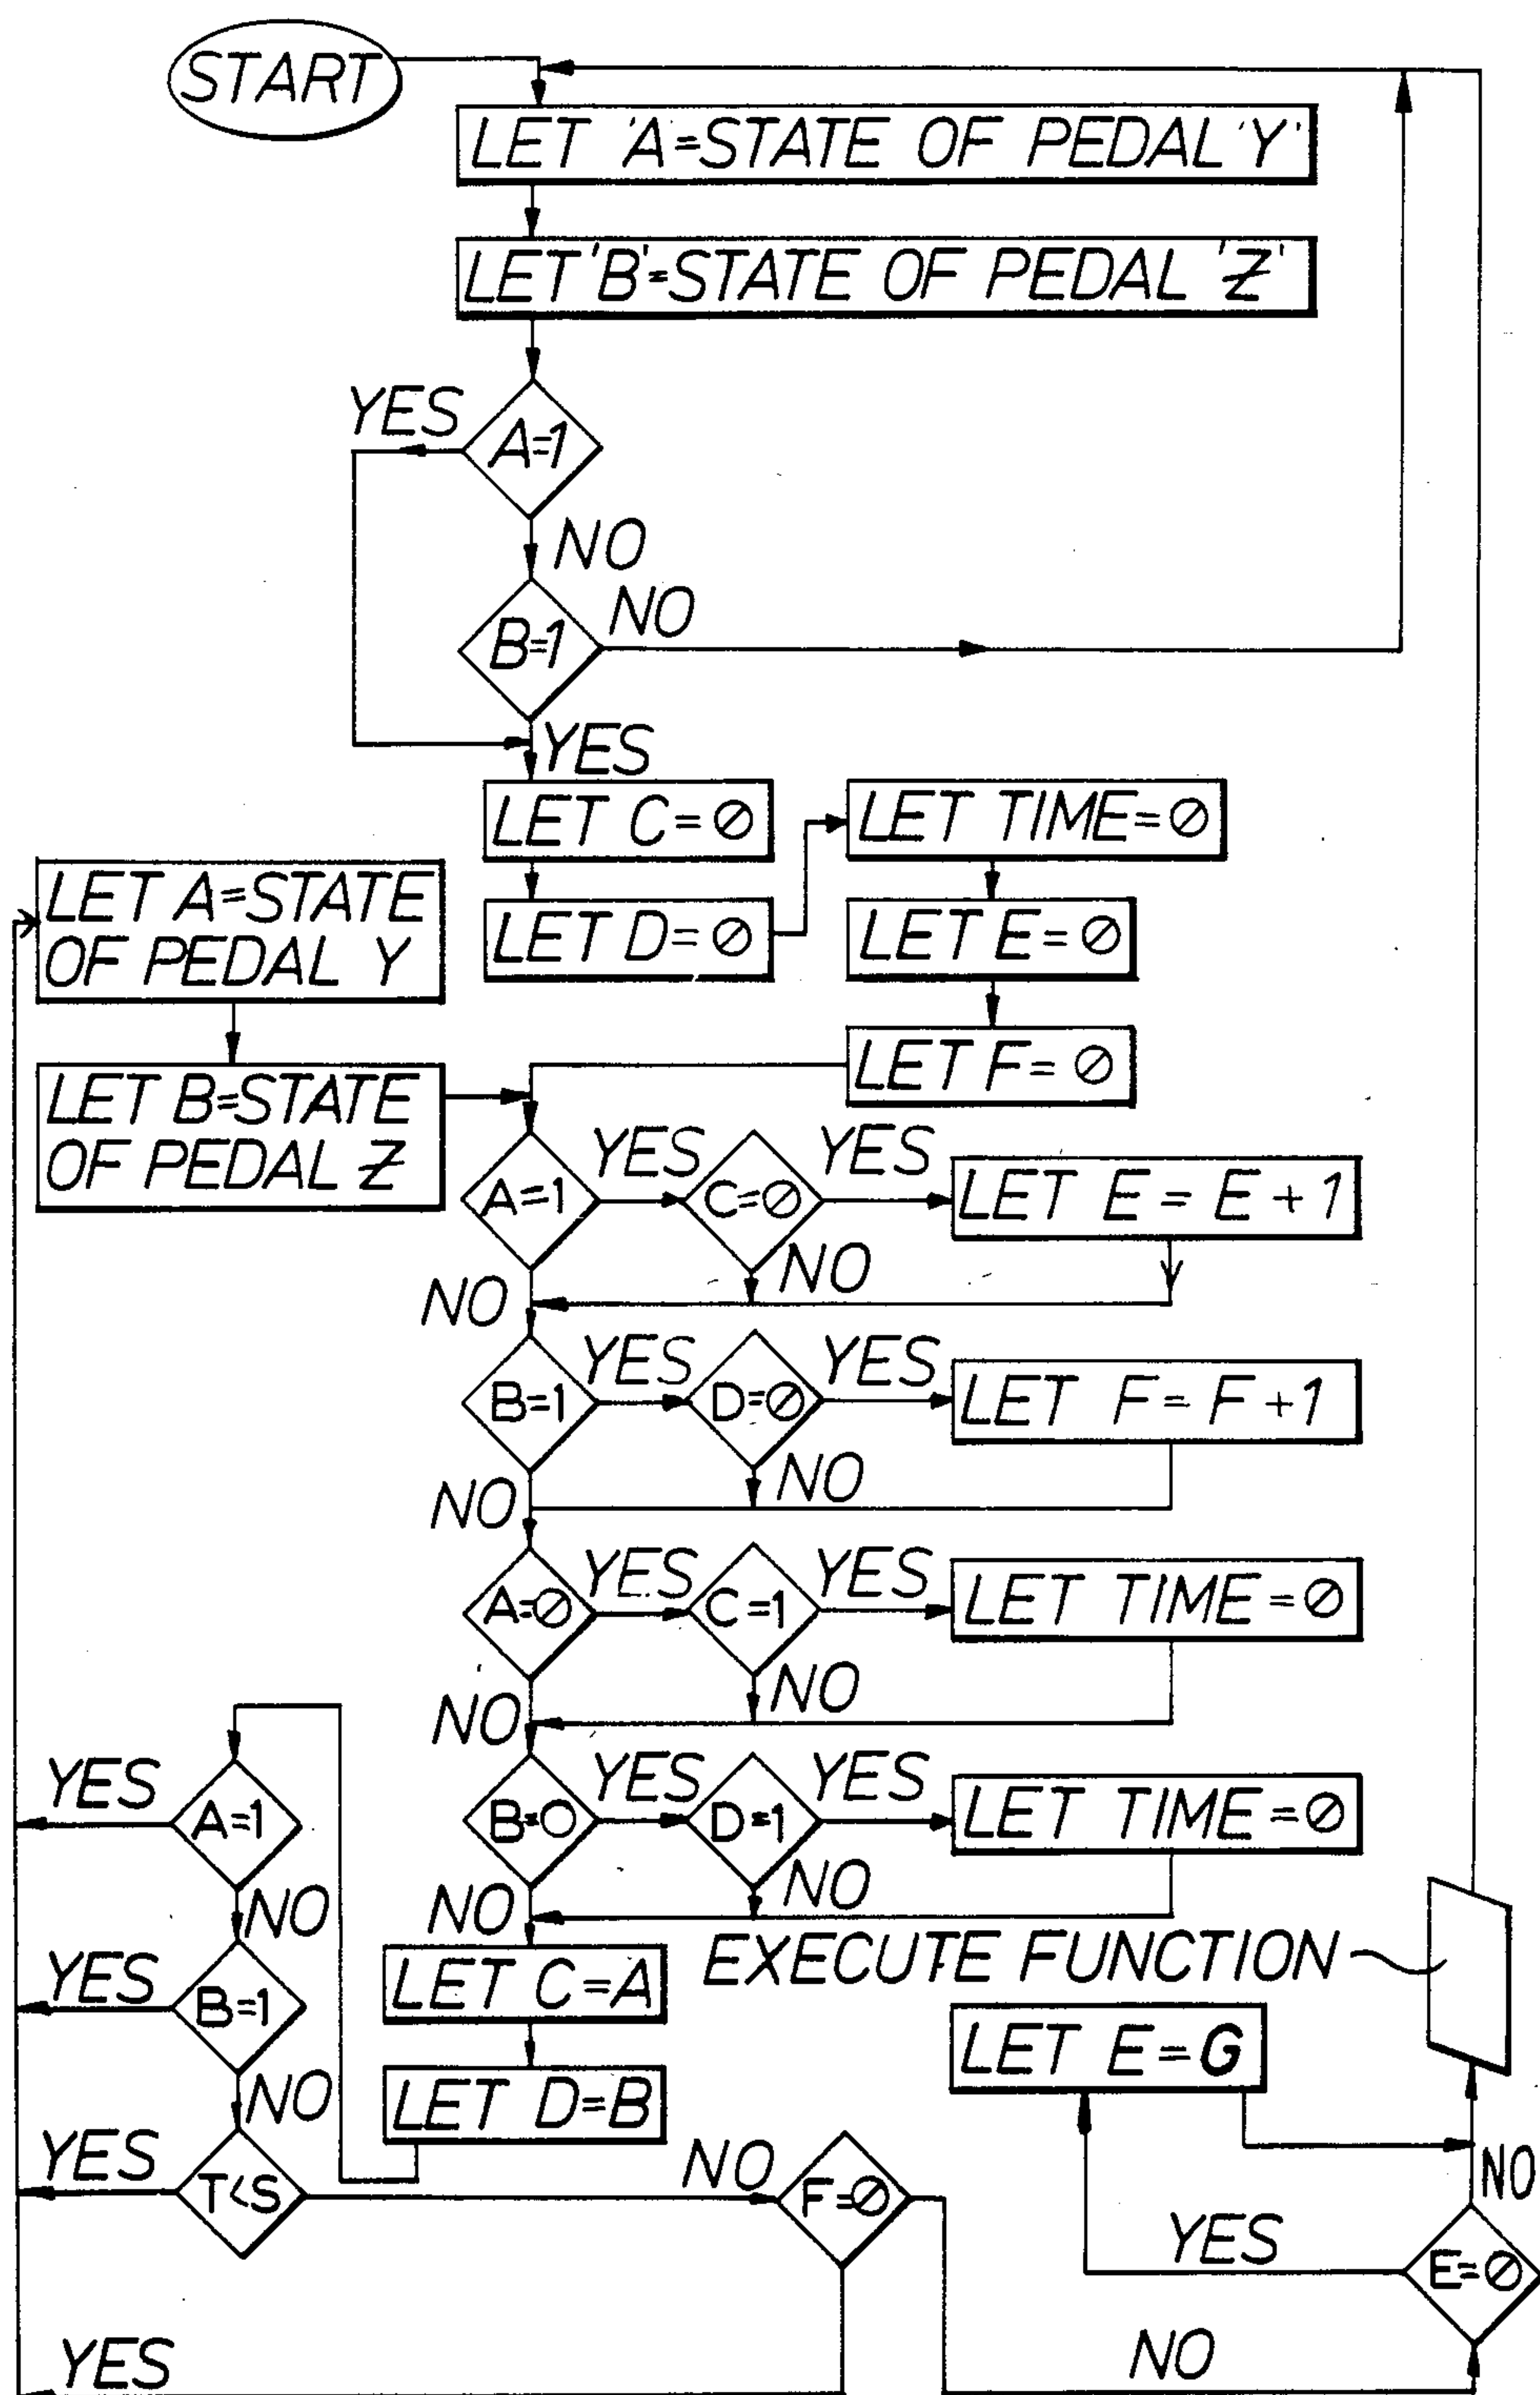 START
LET 'A=STATE OF PEDAL 'Y'
LET 'B'=STATE OF PEDAL 'Z'
YES
A=1
NO
B=1
NO
YES
LET C=∅
LET TIME=∅
LET D=∅
LET E=∅
LET F=∅
LET A=STATE
OF PEDAL Y
LET B=STATE
OF PEDAL Z
A=1
YES
C=∅
YES
LET E=E+1
NO
NO
B=1
YES
D=∅
YES
LET F=F+1
NO
NO
A=∅
YES
C=1
YES
LET TIME=∅
NO
NO
B=0
YES
D=1
YES
LET TIME=∅
NO
NO
LET C=A
LET D=B
YES
A=1
NO
YES
B=1
NO
YES
T<S
NO
F=∅
YES
NO
EXECUTE FUNCTION
LET E=G
YES
NO
E=∅